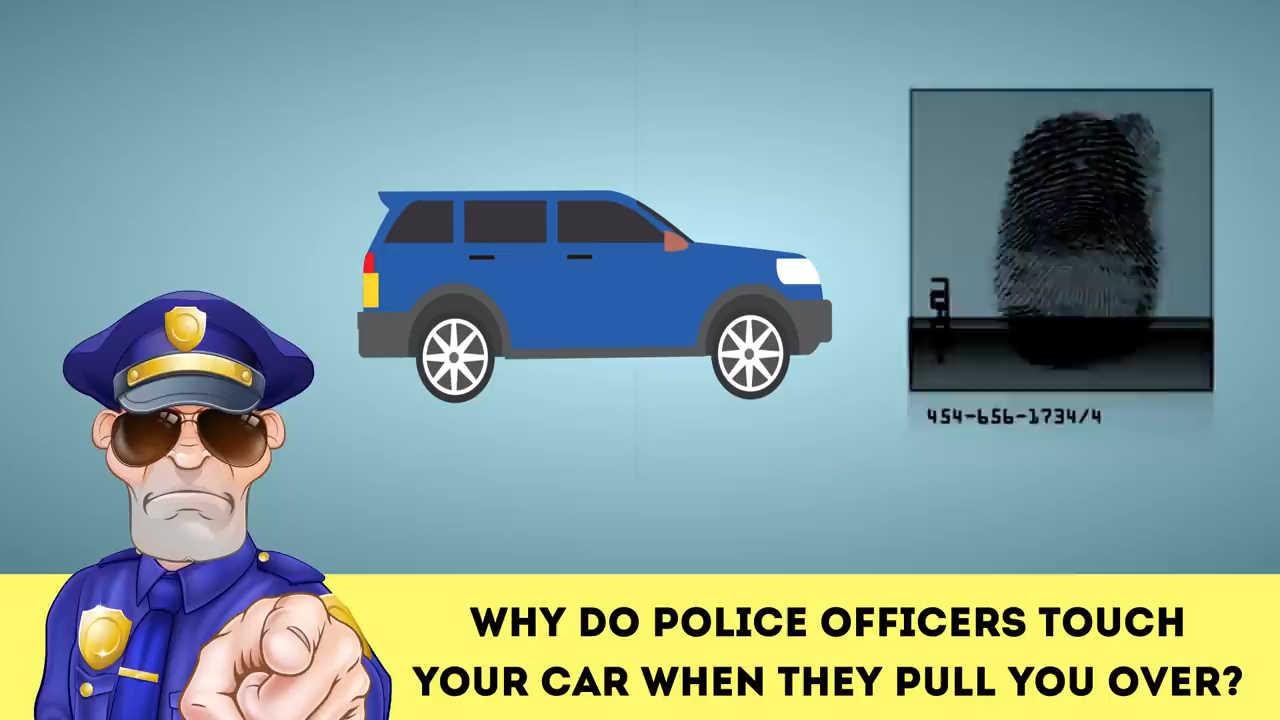 454-656-1734/4
WHY DO POLICE OFFICERS TOUCH
YOUR CAR WHEN THEY PULL YOU OVER?